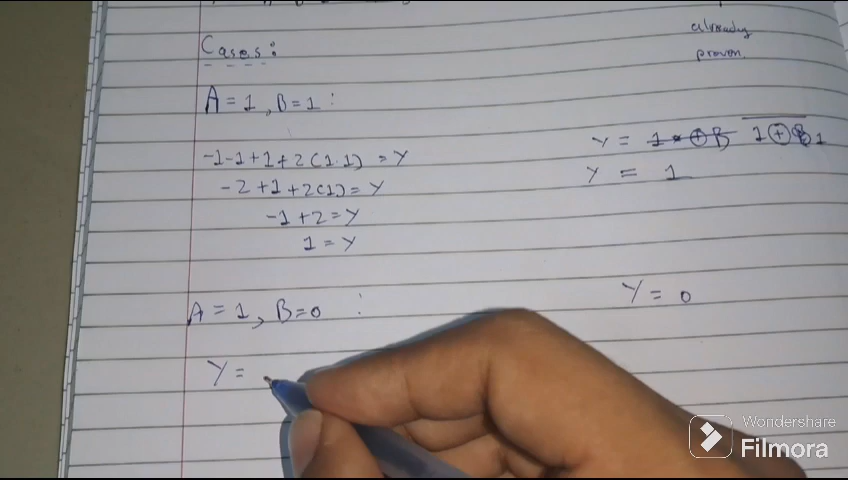 already
proven.
Cases:
A = 1, B = 1 :
-1-1+1+2(1.1) = Y
-2+1+2(1) = Y
-1+2 = Y
1 = Y
Y = 1 ⊕ 1
Y = 1
A = 1, B = 0 :
Y = 0
Y =
Wondershare
Filmora